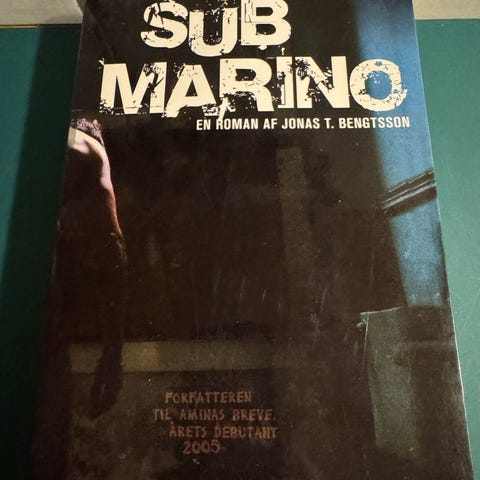 SUB
MARINO
EN ROMAN AF JONAS T. BENGTSSON
FORFATTEREN
TIL AMINAS BREVE.
ÅRETS DEBUTANT
2005